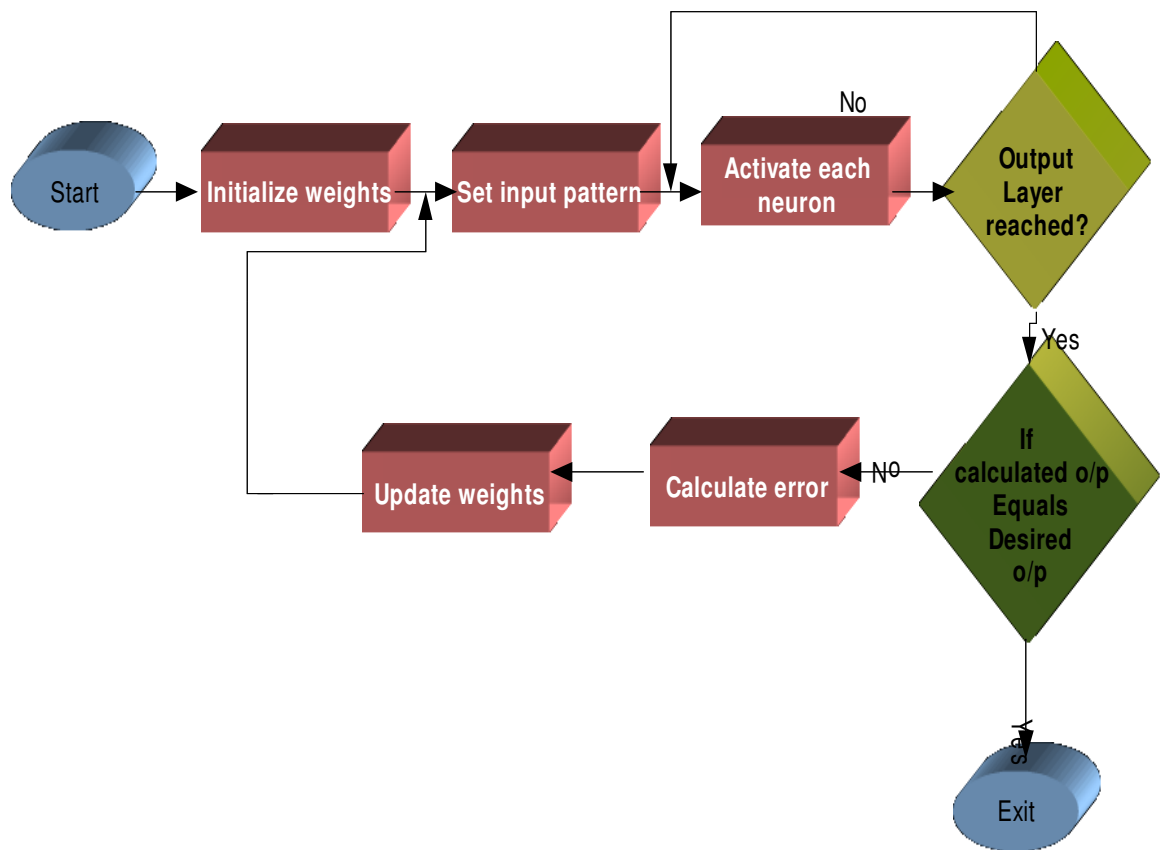 Start
Initialize weights
Set input pattern
Activate each
neuron
No
Output
Layer
reached?
Yes
If
calculated o/p
Equals
Desired
o/p
No
Calculate error
Update weights
Yes
Exit